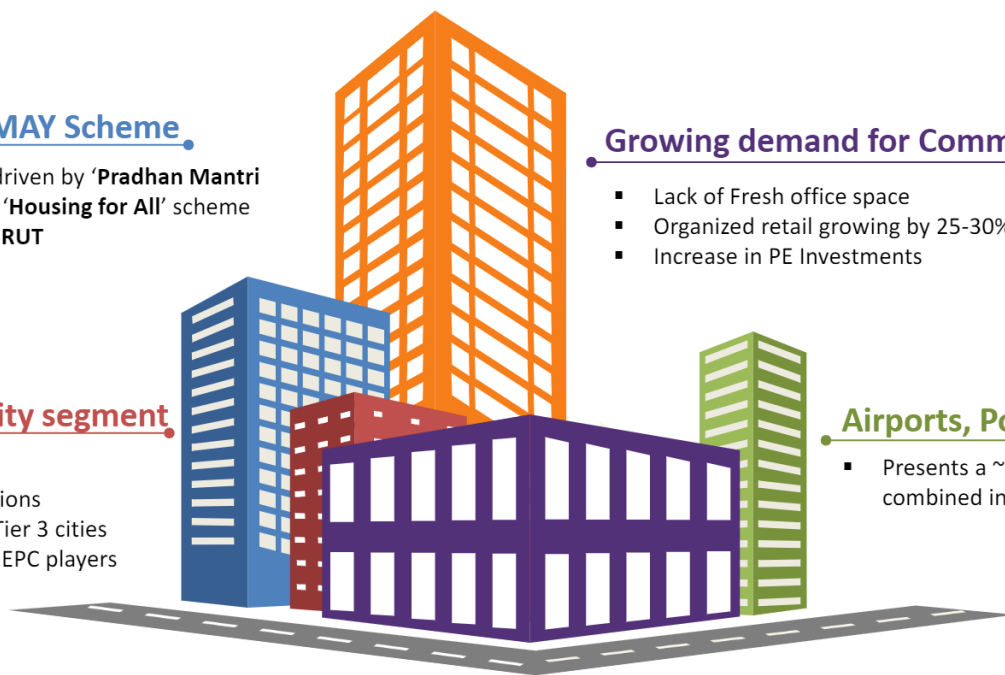 MAY Scheme
driven by ‘Pradhan Mantri
‘Housing for All’ scheme
RUT
Growing demand for Comm
▪ Lack of Fresh office space
▪ Organized retail growing by 25-30%
▪ Increase in PE Investments
ity segment
ions
Tier 3 cities
EPC players
Airports, Po
▪ Presents a ~
combined in